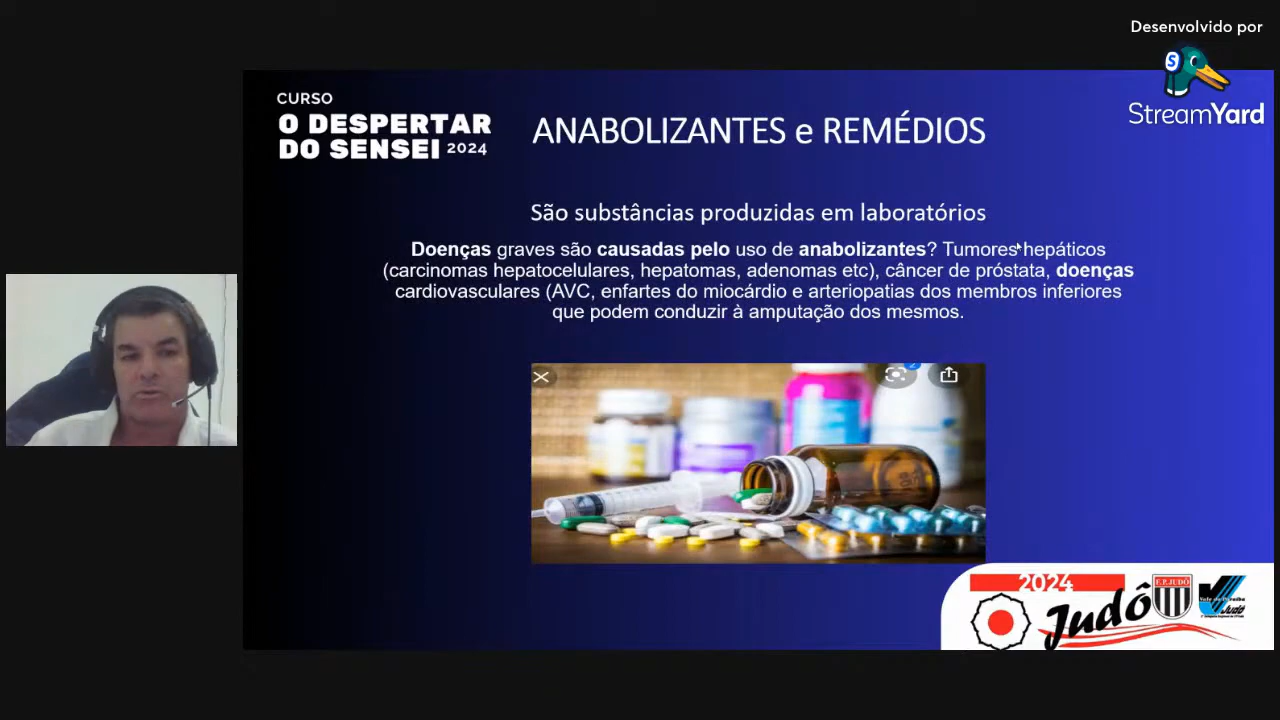 Desenvolvido por
StreamYard
CURSO
O DESPERTAR
DO SENSEI 2024
ANABOLIZANTES e REMÉDIOS
São substâncias produzidas em laboratórios
Doenças graves são causadas pelo uso de anabolizantes? Tumores hepáticos
(carcinomas hepatocelulares, hepatomas, adenomas etc), câncer de próstata, doenças
cardiovasculares (AVC, enfartes do miocárdio e arteriopatias dos membros inferiores
que podem conduzir à amputação dos mesmos.
2024
Judô
F.P.JUDÔ
Judô